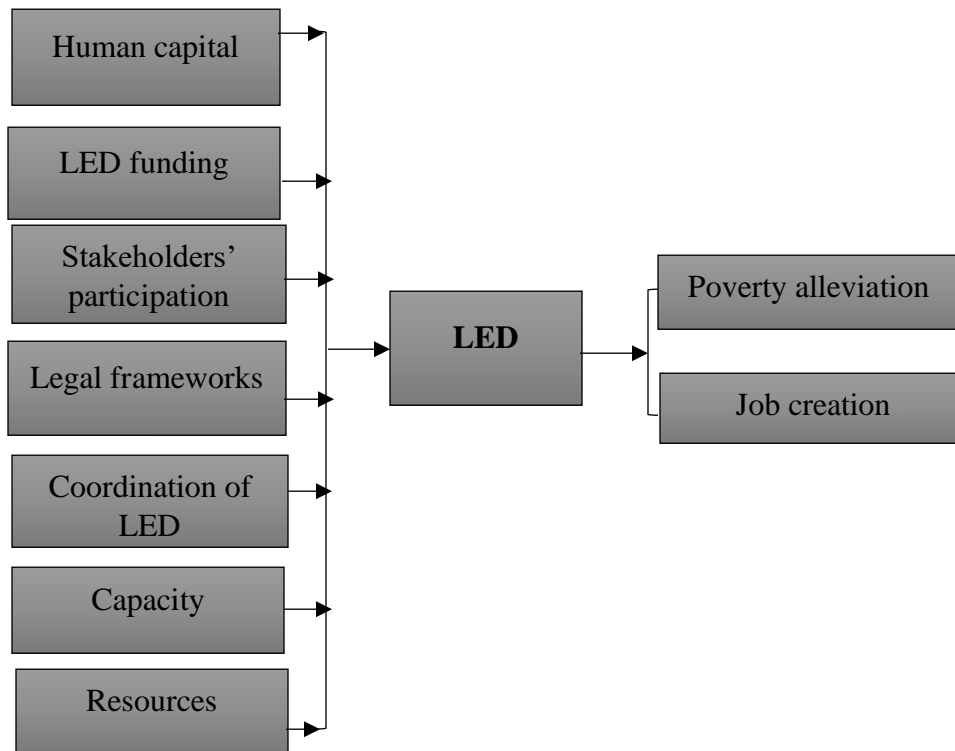 Human capital
LED funding
Stakeholders’
participation
Legal frameworks
Coordination of
LED
Capacity
Resources
LED
Poverty alleviation
Job creation